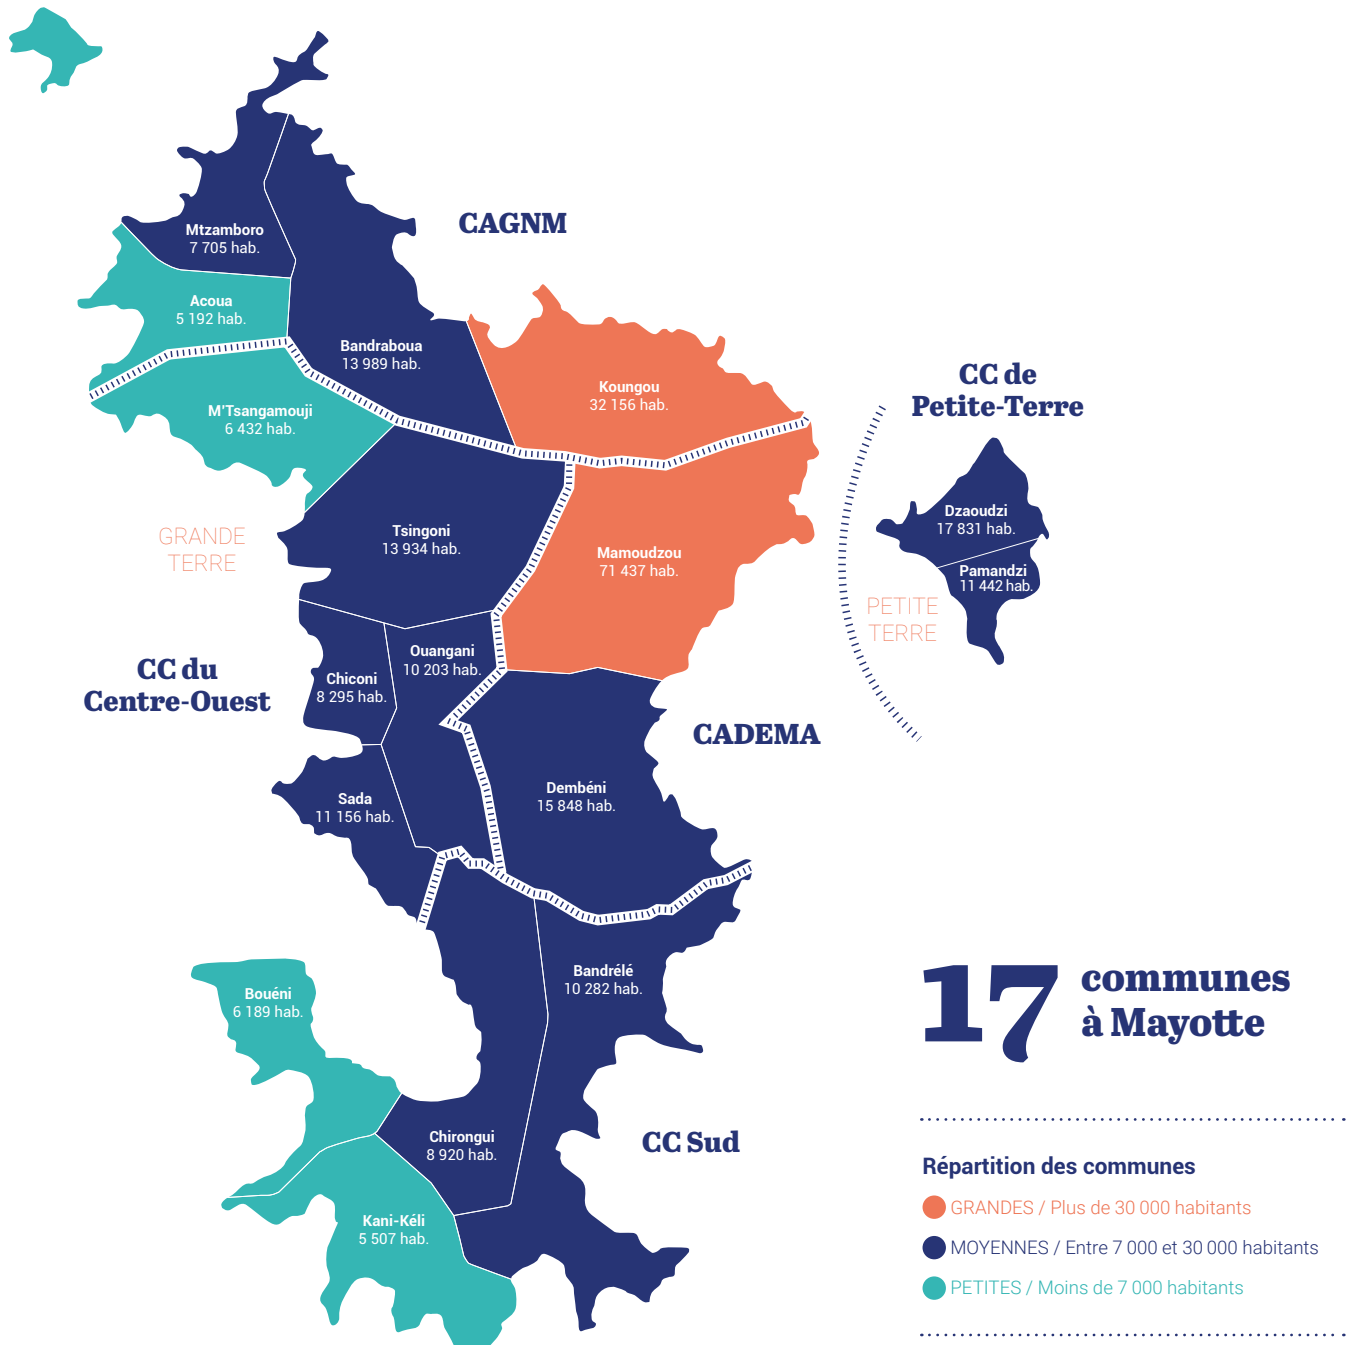 CAGNM
Mtzamboro
7 705 hab.
Acoua
5 192 hab.
Bandraboua
13 989 hab.
Koungou
32 156 hab.
M'Tsangamouji
6 432 hab.
CC de
Petite-Terre
Dzaoudzi
17 831 hab.
Pamandzi
11 442 hab.
PETITE
TERRE
GRANDE
TERRE
Tsingoni
13 934 hab.
Mamoudzou
71 437 hab.
CC du
Centre-Ouest
Ouangani
10 203 hab.
Chiconi
8 295 hab.
CADEMA
Sada
11 156 hab.
Dembéni
15 848 hab.
Bandrélé
10 282 hab.
Bouéni
6 189 hab.
CC Sud
Chirongui
8 920 hab.
Kani-Kéli
5 507 hab.
17 communes
à Mayotte
Répartition des communes
GRANDES / Plus de 30 000 habitants
MOYENNES / Entre 7 000 et 30 000 habitants
PETITES / Moins de 7 000 habitants